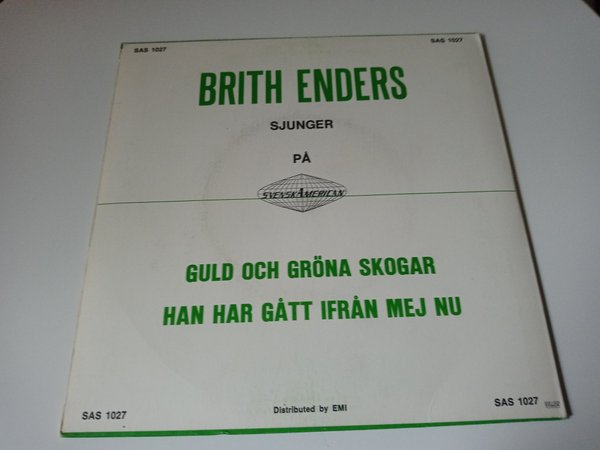 SAS 1027 SAS 1027
BRITH ENDERS
SJUNGER
PÅ
SVENSKAMERICAN
GULD OCH GRÖNA SKOGAR
HAN HAR GÅTT IFRÅN MEJ NU
SAS 1027 Distributed by EMI SAS 1027